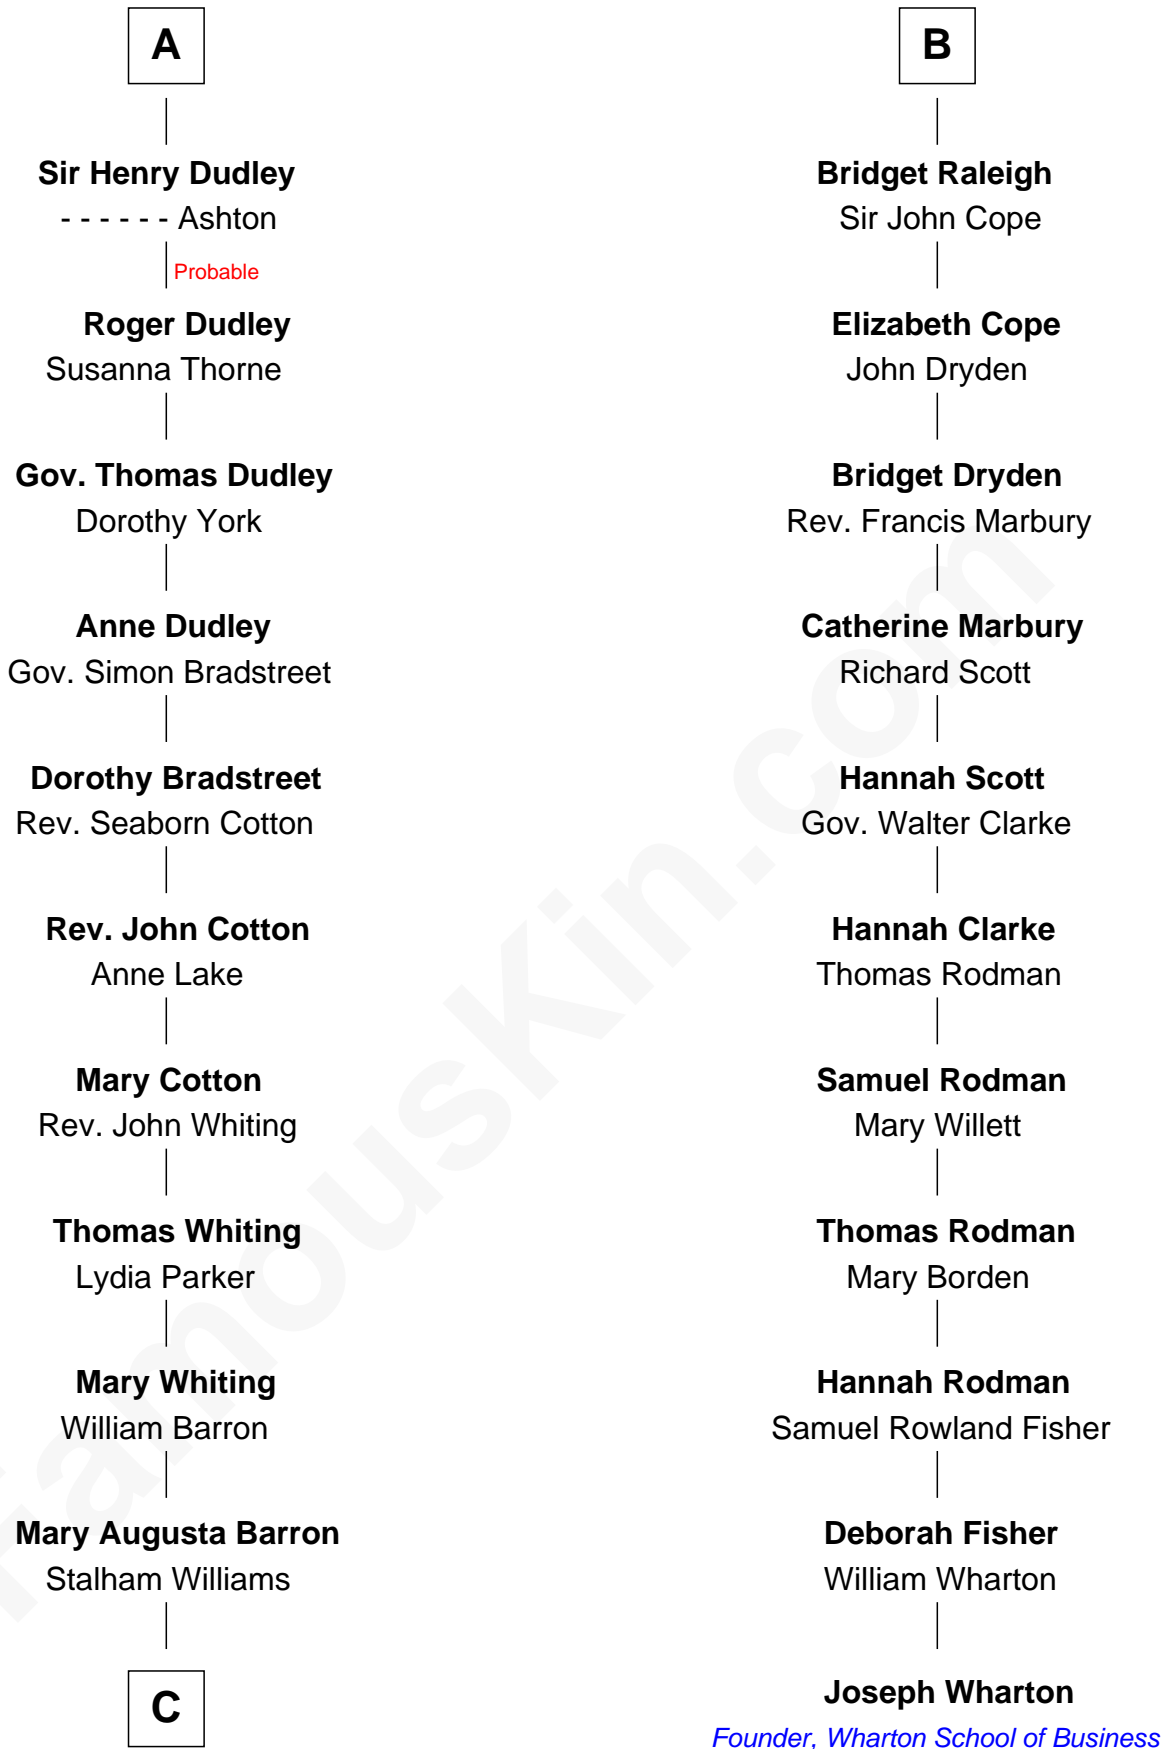 A
Sir Henry Dudley
- - - - - - Ashton
Probable
Roger Dudley
Susanna Thorne
Gov. Thomas Dudley
Dorothy York
Anne Dudley
Gov. Simon Bradstreet
Dorothy Bradstreet
Rev. Seaborn Cotton
Rev. John Cotton
Anne Lake
Mary Cotton
Rev. John Whiting
Thomas Whiting
Lydia Parker
Mary Whiting
William Barron
Mary Augusta Barron
Stalham Williams
C
B
Bridget Raleigh
Sir John Cope
Elizabeth Cope
John Dryden
Bridget Dryden
Rev. Francis Marbury
Catherine Marbury
Richard Scott
Hannah Scott
Gov. Walter Clarke
Hannah Clarke
Thomas Rodman
Samuel Rodman
Mary Willett
Thomas Rodman
Mary Borden
Hannah Rodman
Samuel Rowland Fisher
Deborah Fisher
William Wharton
Joseph Wharton
Founder, Wharton School of Business
FamousKin.com